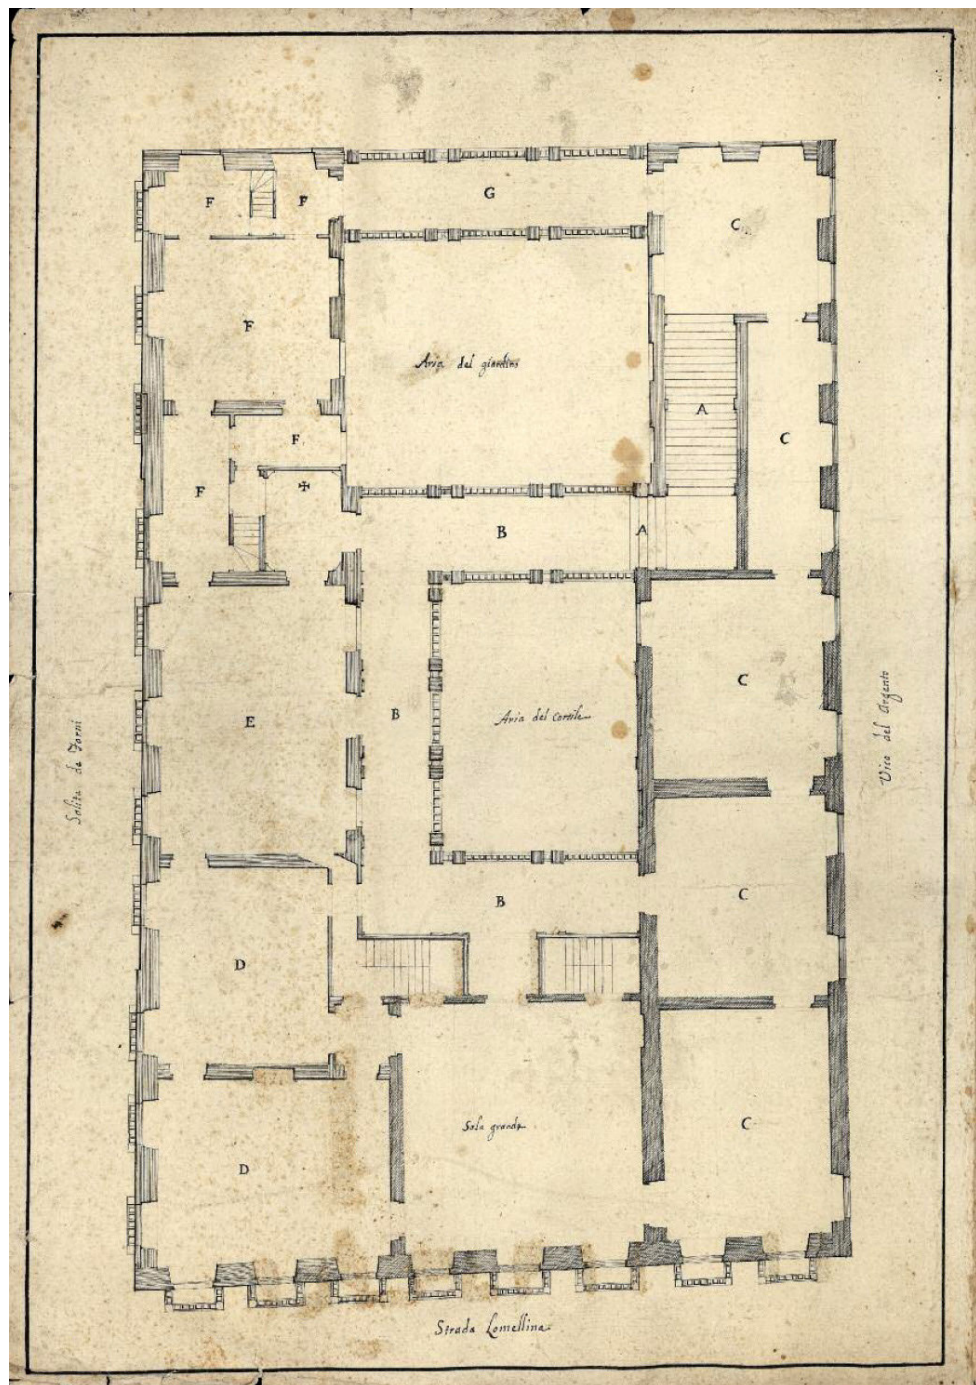 G
F
F
C
F
Aria del giardino
A
C
F
F
✠
B
A
C
E
B
Aria del Cortile
Salita de Forni
Vico del Argento
C
B
D
Sala grande
C
D
Strada Lomellina